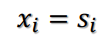 xᵢ = sᵢ